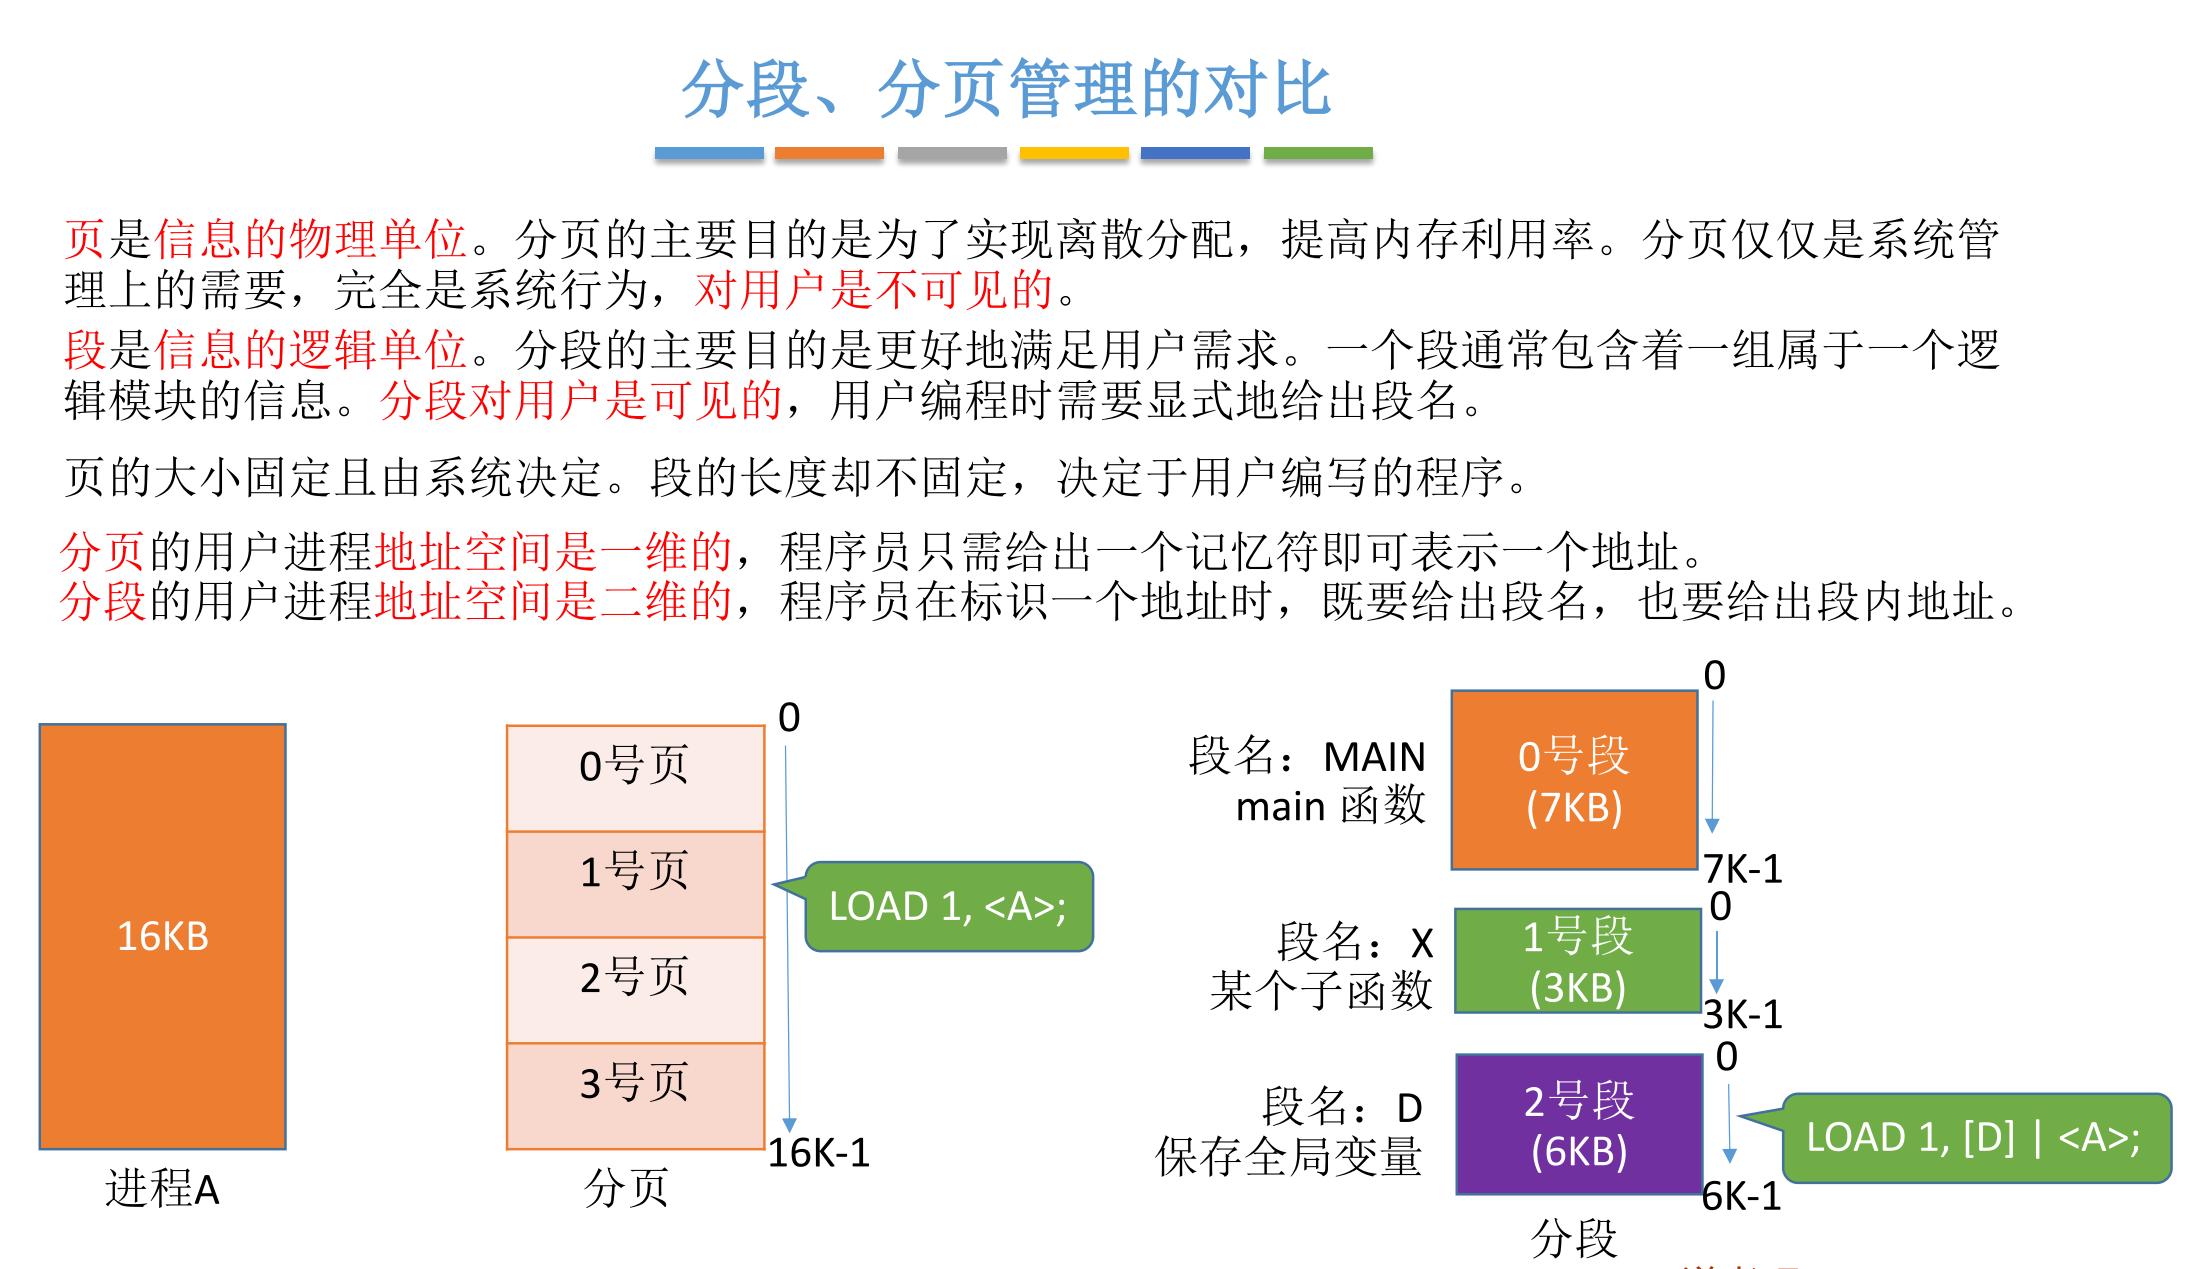 分段、分页管理的对比
页是信息的物理单位。分页的主要目的是为了实现离散分配，提高内存利用率。分页仅仅是系统管
理上的需要，完全是系统行为，对用户是不可见的。
段是信息的逻辑单位。分段的主要目的是更好地满足用户需求。一个段通常包含着一组属于一个逻
辑模块的信息。分段对用户是可见的，用户编程时需要显式地给出段名。
页的大小固定且由系统决定。段的长度却不固定，决定于用户编写的程序。
分页的用户进程地址空间是一维的，程序员只需给出一个记忆符即可表示一个地址。
分段的用户进程地址空间是二维的，程序员在标识一个地址时，既要给出段名，也要给出段内地址。
16KB
进程A
0
0号页
1号页
2号页
3号页
16K-1
LOAD 1, <A>;
分页
段名：MAIN
main 函数
0号段
(7KB)
0
7K-1
段名：X
某个子函数
1号段
(3KB)
0
3K-1
段名：D
保存全局变量
2号段
(6KB)
0
6K-1
LOAD 1, [D] | <A>;
分段